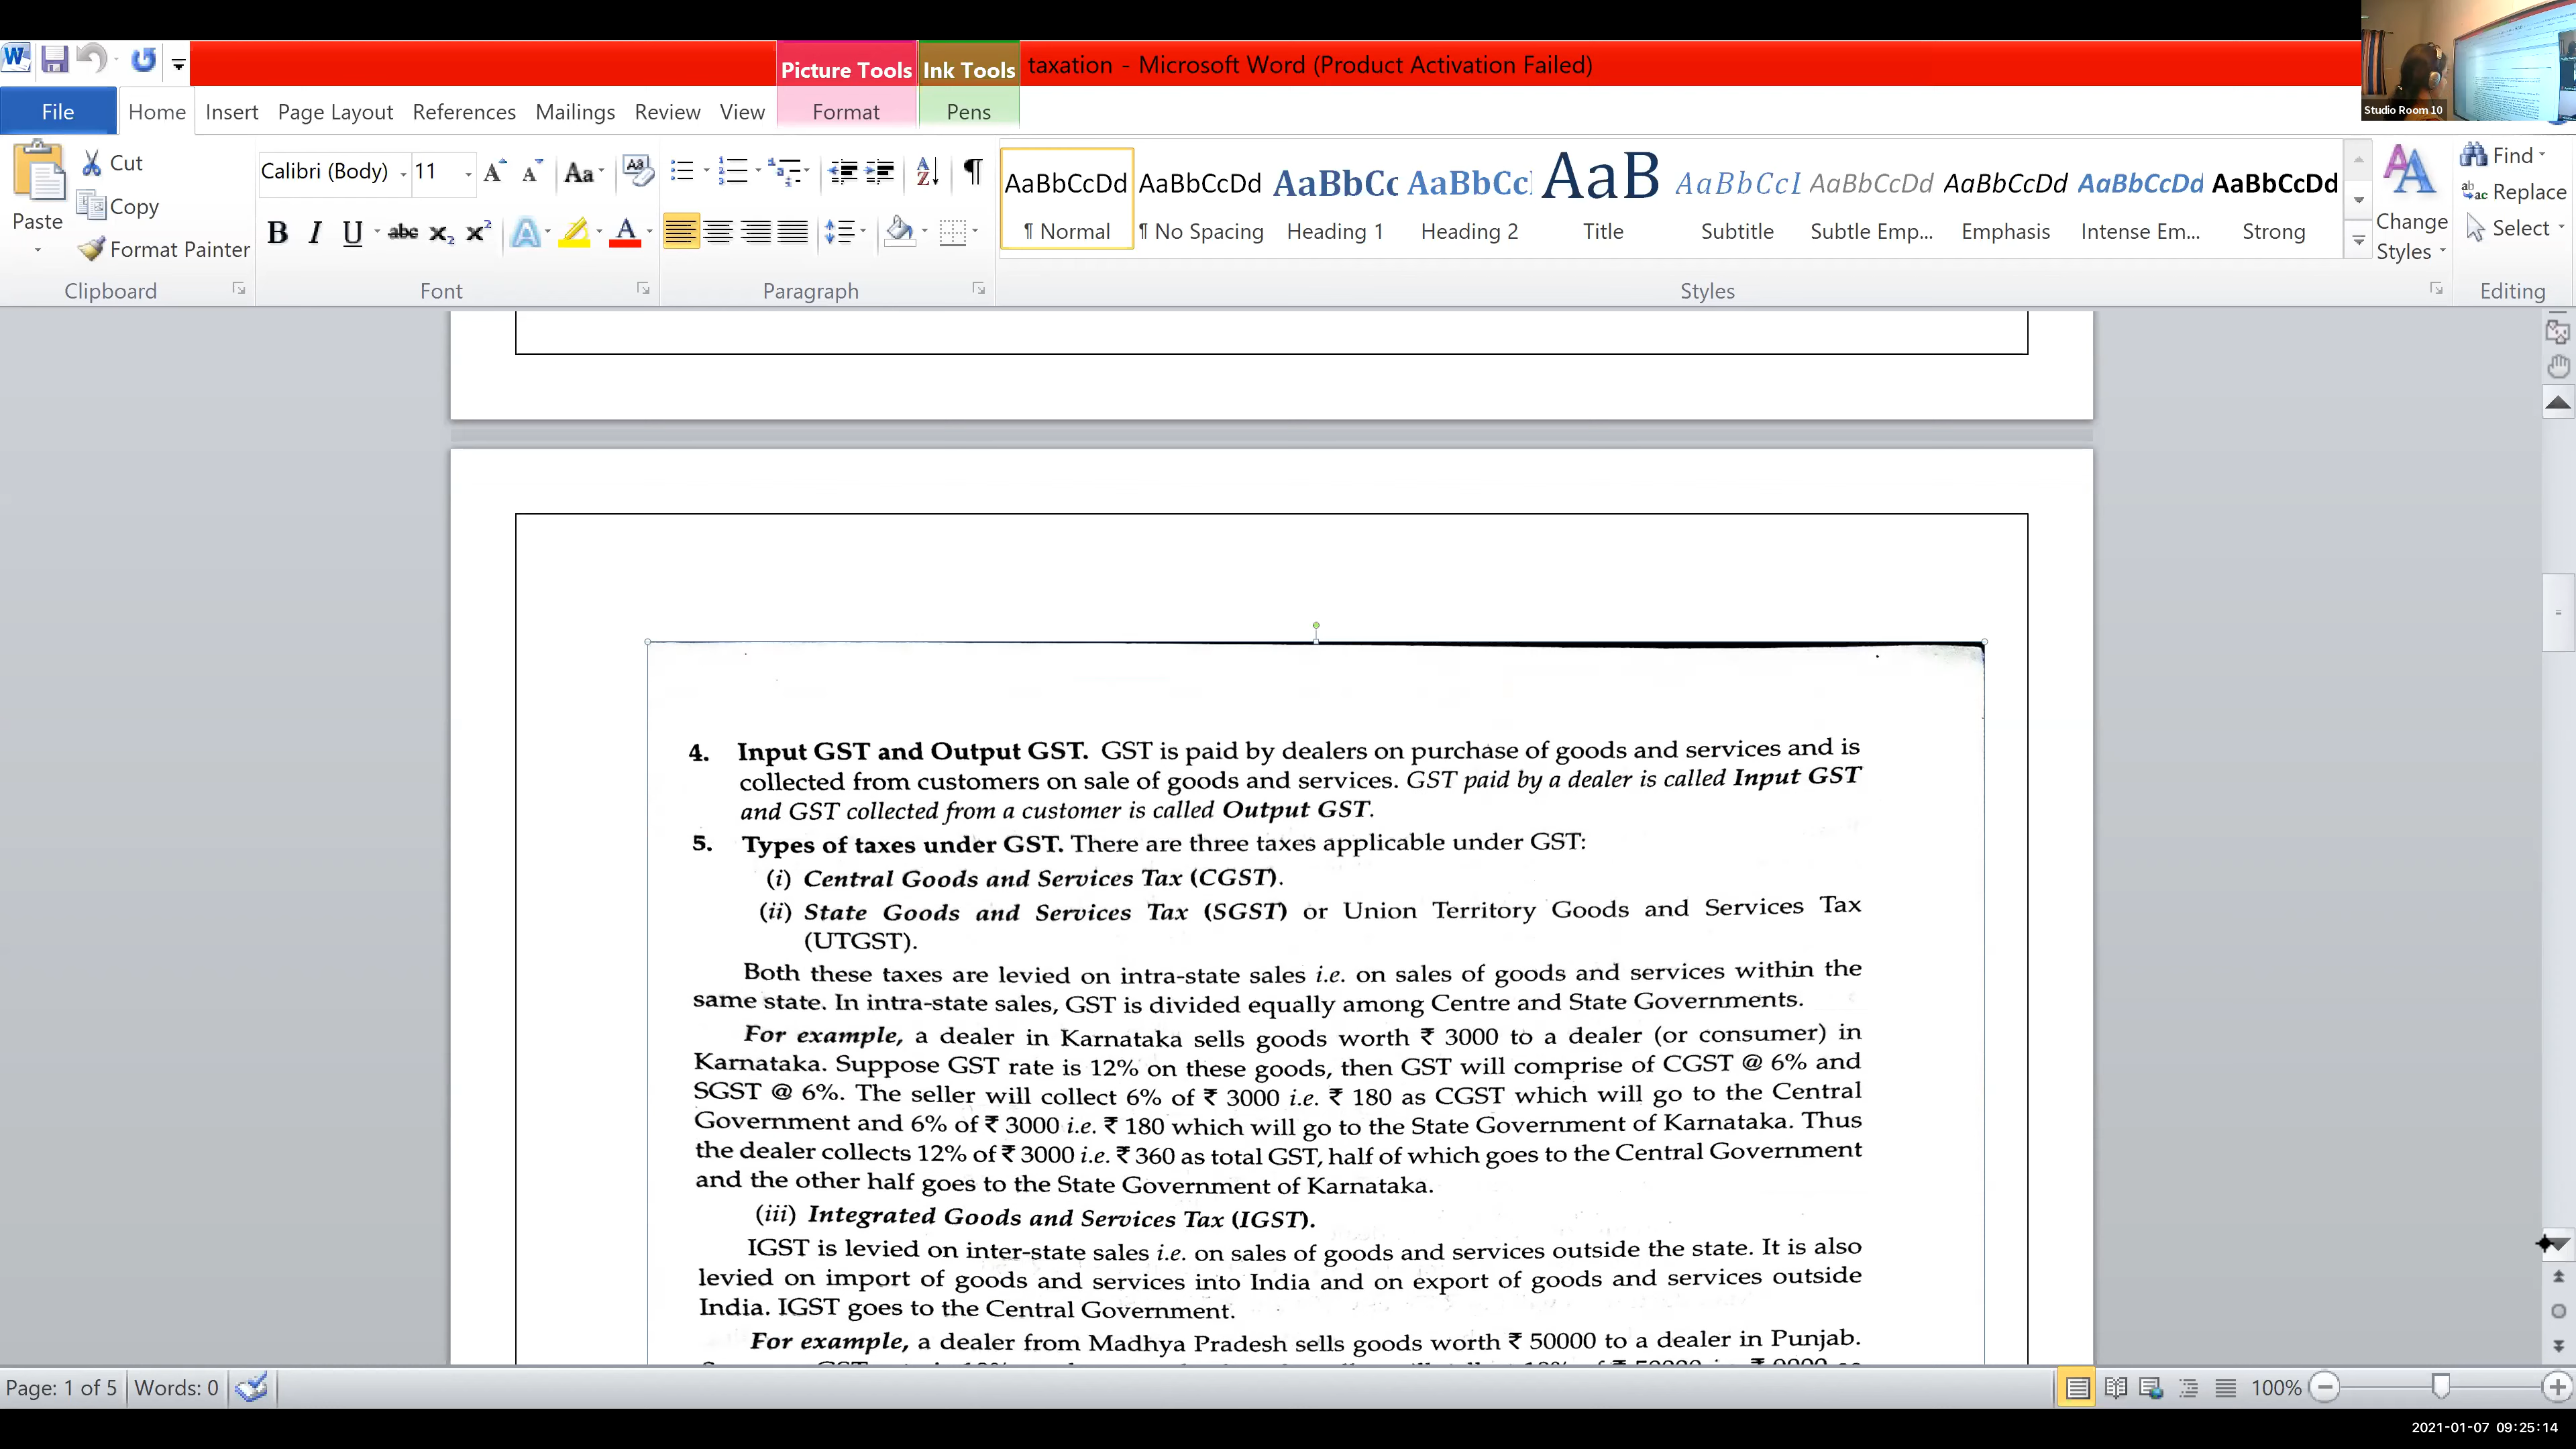 Picture Tools
Ink Tools
taxation - Microsoft Word (Product Activation Failed)
Studio Room 10
File
Home
Insert
Page Layout
References
Mailings
Review
View
Format
Pens
Paste
Cut
Copy
Format Painter
Clipboard
Calibri (Body)
11
Font
Paragraph
AaBbCcDd
¶ Normal
AaBbCcDd
¶ No Spacing
AaBbCc
Heading 1
AaBbCc
Heading 2
AaB
Title
AaBbCcI
Subtitle
AaBbCcDd
Subtle Emp...
AaBbCcDd
Emphasis
AaBbCcDd
Intense Em...
AaBbCcDd
Strong
Change
Styles
Styles
Find
Replace
Select
Editing
4. Input GST and Output GST. GST is paid by dealers on purchase of goods and services and is
collected from customers on sale of goods and services. GST paid by a dealer is called Input GST
and GST collected from a customer is called Output GST.
5. Types of taxes under GST. There are three taxes applicable under GST:
(i) Central Goods and Services Tax (CGST).
(ii) State Goods and Services Tax (SGST) or Union Territory Goods and Services Tax
(UTGST).
Both these taxes are levied on intra-state sales i.e. on sales of goods and services within the
same state. In intra-state sales, GST is divided equally among Centre and State Governments.
For example, a dealer in Karnataka sells goods worth ₹ 3000 to a dealer (or consumer) in
Karnataka. Suppose GST rate is 12% on these goods, then GST will comprise of CGST @ 6% and
SGST @ 6%. The seller will collect 6% of ₹ 3000 i.e. ₹ 180 as CGST which will go to the Central
Government and 6% of ₹ 3000 i.e. ₹ 180 which will go to the State Government of Karnataka. Thus
the dealer collects 12% of ₹ 3000 i.e. ₹ 360 as total GST, half of which goes to the Central Government
and the other half goes to the State Government of Karnataka.
(iii) Integrated Goods and Services Tax (IGST).
IGST is levied on inter-state sales i.e. on sales of goods and services outside the state. It is also
levied on import of goods and services into India and on export of goods and services outside
India. IGST goes to the Central Government.
For example, a dealer from Madhya Pradesh sells goods worth ₹ 50000 to a dealer in Punjab.
Page: 1 of 5
Words: 0
100%
2021-01-07 09:25:14